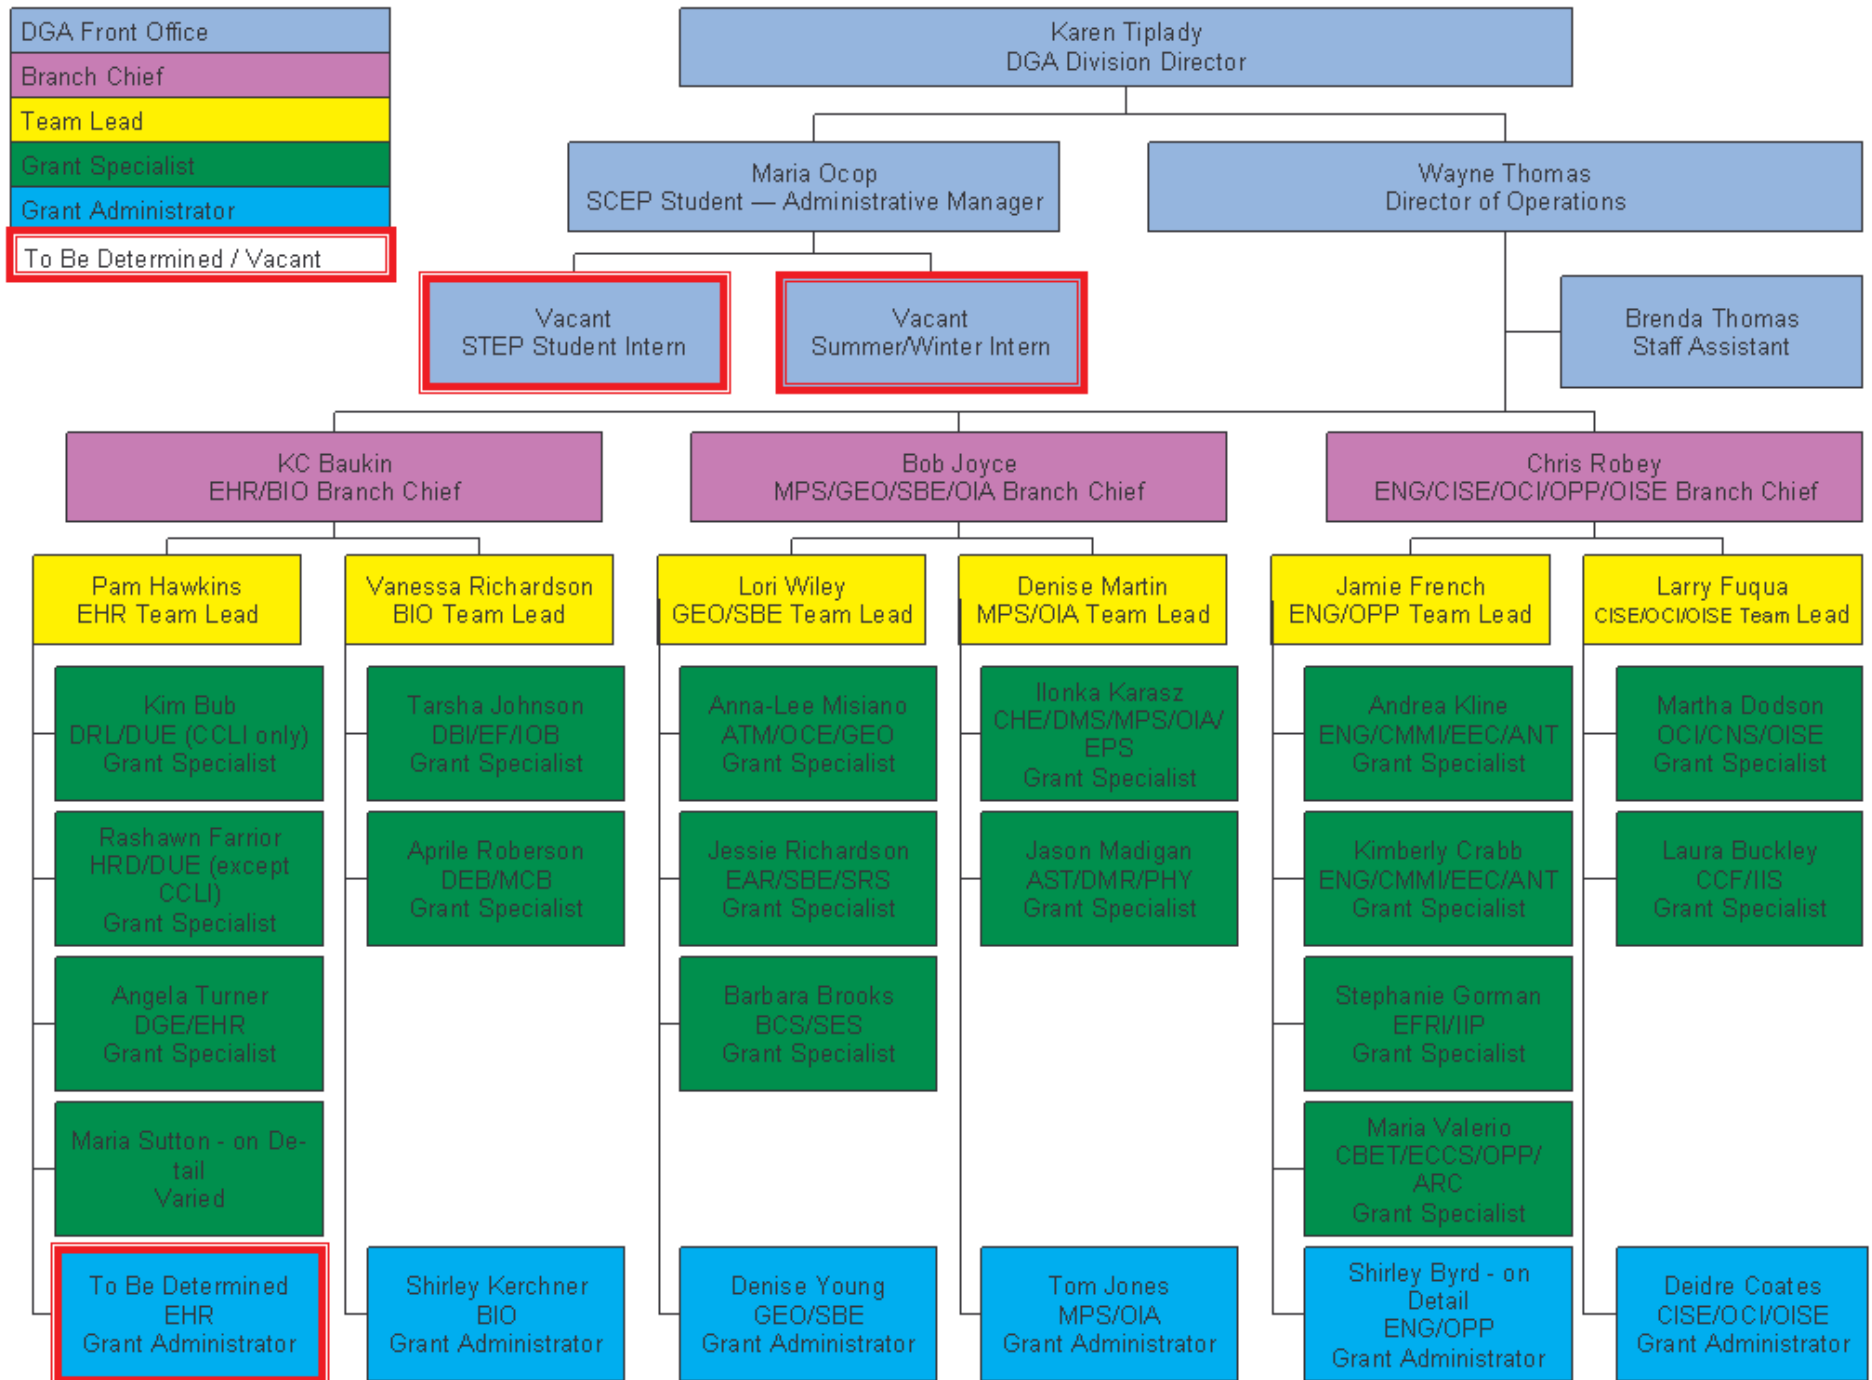 DGA Front Office
Branch Chief
Team Lead
Grant Specialist
Grant Administrator
To Be Determined / Vacant
Karen Tiplady
DGA Division Director
Maria Ocop
SCEP Student — Administrative Manager
Wayne Thomas
Director of Operations
Vacant
STEP Student Intern
Vacant
Summer/Winter Intern
Brenda Thomas
Staff Assistant
KC Baukin
EHR/BIO Branch Chief
Bob Joyce
MPS/GEO/SBE/OIA Branch Chief
Chris Robey
ENG/CISE/OCI/OPP/OISE Branch Chief
Pam Hawkins
EHR Team Lead
Vanessa Richardson
BIO Team Lead
Lori Wiley
GEO/SBE Team Lead
Denise Martin
MPS/OIA Team Lead
Jamie French
ENG/OPP Team Lead
Larry Fuqua
CISE/OCI/OISE Team Lead
Kim Bub
DRL/DUE (CCLI only)
Grant Specialist
Tarsha Johnson
DBI/EF/IOB
Grant Specialist
Anna-Lee Misiano
ATM/OCE/GEO
Grant Specialist
Ilonka Karasz
CHE/DMS/MPS/OIA/
EPS
Grant Specialist
Andrea Kline
ENG/CMMI/EEC/ANT
Grant Specialist
Martha Dodson
OCI/CNS/OISE
Grant Specialist
Rashawn Farrior
HRD/DUE (except
CCLI)
Grant Specialist
Aprile Roberson
DEB/MCB
Grant Specialist
Jessie Richardson
EAR/SBE/SRS
Grant Specialist
Jason Madigan
AST/DMR/PHY
Grant Specialist
Kimberly Crabb
ENG/CMMI/EEC/ANT
Grant Specialist
Laura Buckley
CCF/IIS
Grant Specialist
Angela Turner
DGE/EHR
Grant Specialist
Barbara Brooks
BCS/SES
Grant Specialist
Stephanie Gorman
EFRI/IIP
Grant Specialist
Maria Sutton - on De-
tail
Varied
Maria Valerio
CBET/ECCS/OPP/
ARC
Grant Specialist
To Be Determined
EHR
Grant Administrator
Shirley Kerchner
BIO
Grant Administrator
Denise Young
GEO/SBE
Grant Administrator
Tom Jones
MPS/OIA
Grant Administrator
Shirley Byrd - on
Detail
ENG/OPP
Grant Administrator
Deidre Coates
CISE/OCI/OISE
Grant Administrator